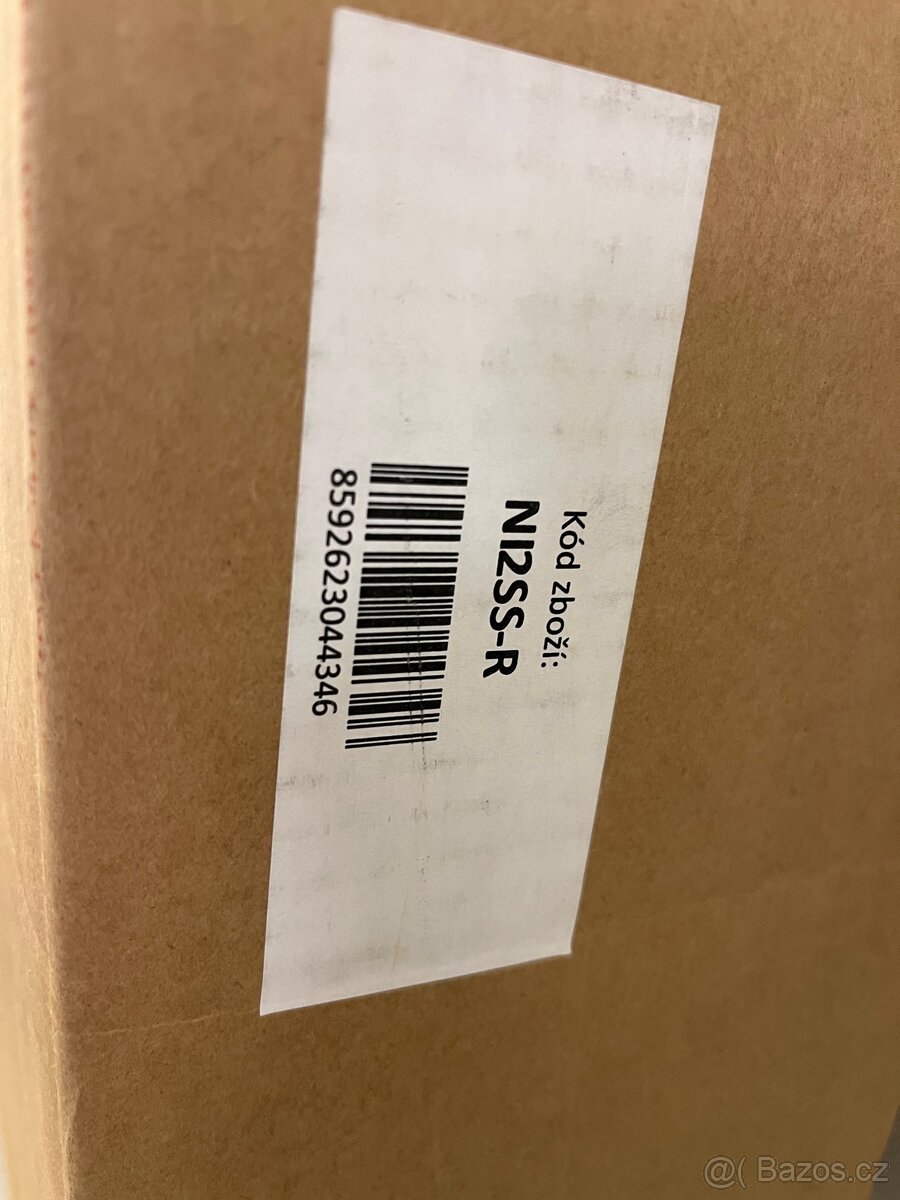 Kód zboží:
NI2SS-R
8592623044346
@( Bazos.cz